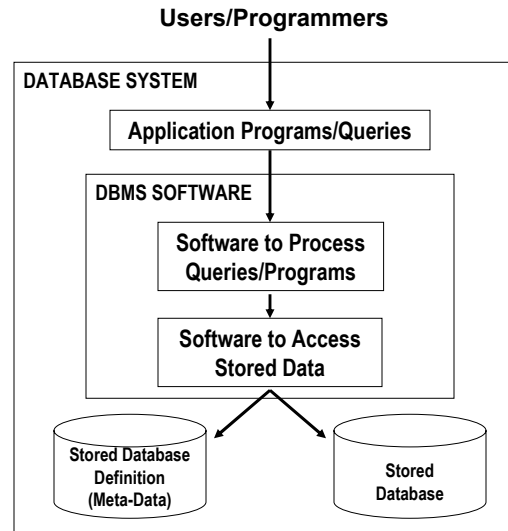 Users/Programmers
DATABASE SYSTEM
Application Programs/Queries
DBMS SOFTWARE
Software to Process
Queries/Programs
Software to Access
Stored Data
Stored Database
Definition
(Meta-Data)
Stored
Database